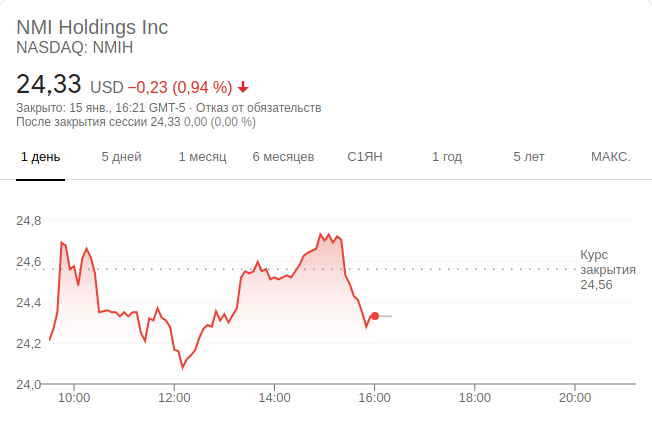 NMI Holdings Inc
NASDAQ: NMIH
24,33 USD −0,23 (0,94 %)
Закрыто: 15 янв., 16:21 GMT-5 · Отказ от обязательств
После закрытия сессии 24,33 0,00 (0,00 %)
1 день 5 дней 1 месяц 6 месяцев С1ЯН 1 год 5 лет МАКС.
24,8
24,6
24,4
24,2
24,0
Курс
закрытия
24,56
10:00 12:00 14:00 16:00 18:00 20:00